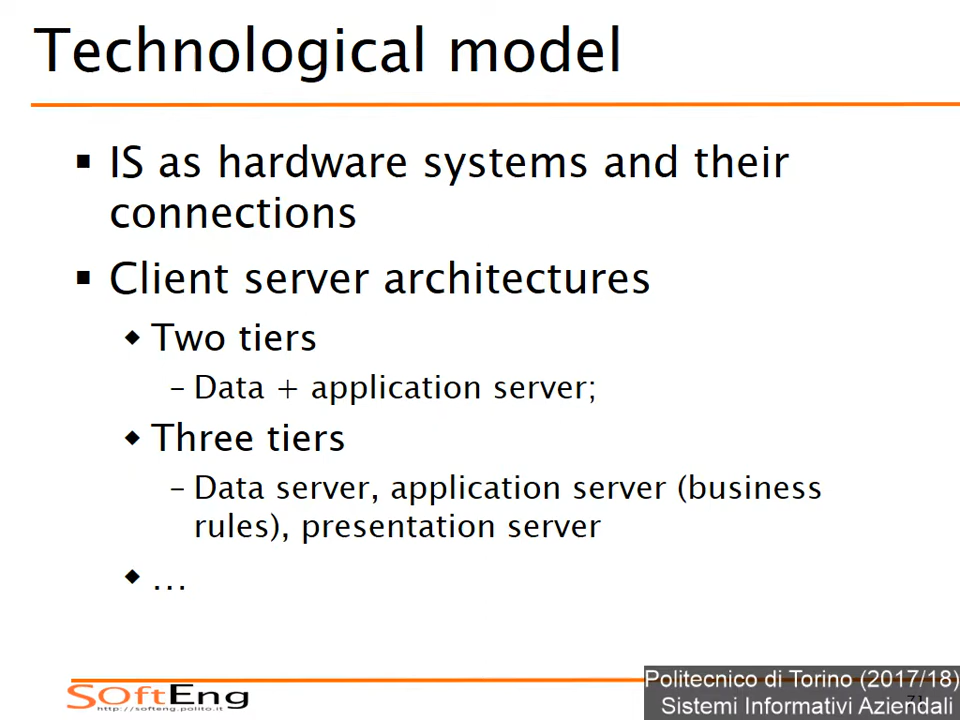 Technological model
▪ IS as hardware systems and their
connections
▪ Client server architectures
◆ Two tiers
– Data + application server;
◆ Three tiers
– Data server, application server (business
rules), presentation server
◆ …
SoftEng
http://softeng.polito.it
Politecnico di Torino (2017/18)
Sistemi Informativi Aziendali